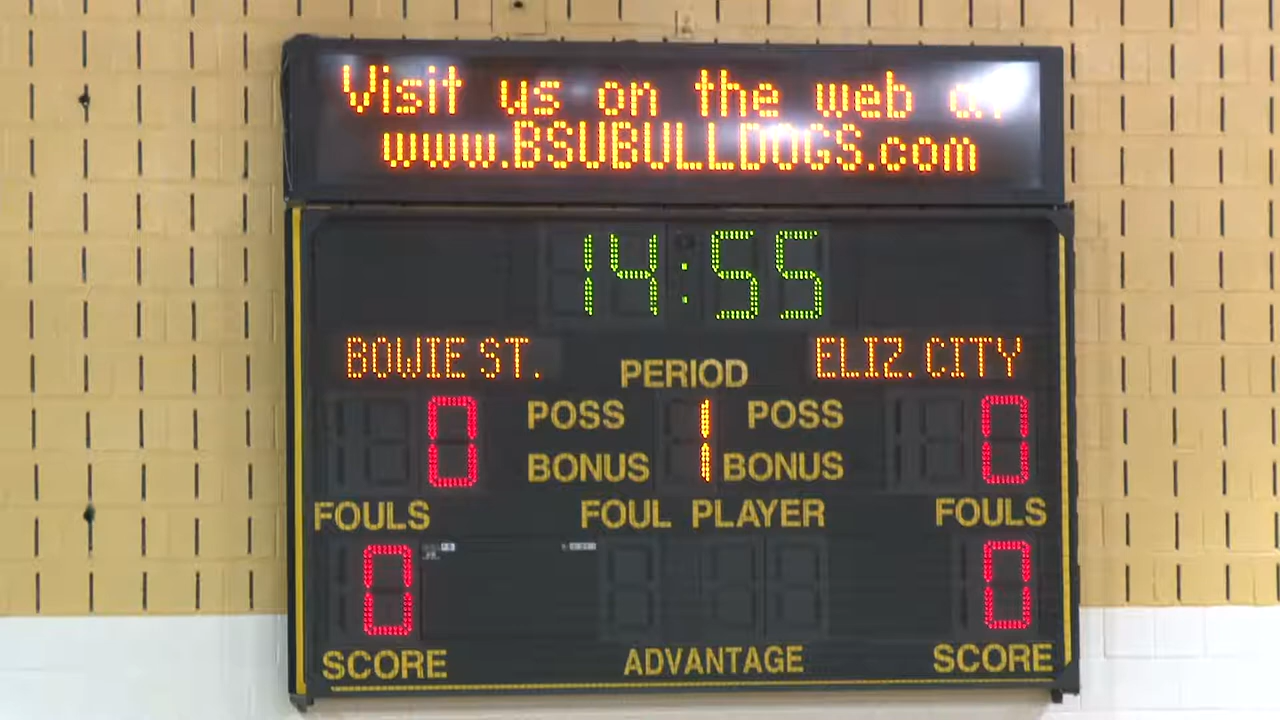 Visit us on the web at
www.BSUBULLDOGS.com
14:55
BOWIE ST. ELIZ. CITY
PERIOD
0 POSS 1 POSS 0
BONUS BONUS
FOULS FOUL PLAYER FOULS
0 0
SCORE ADVANTAGE SCORE